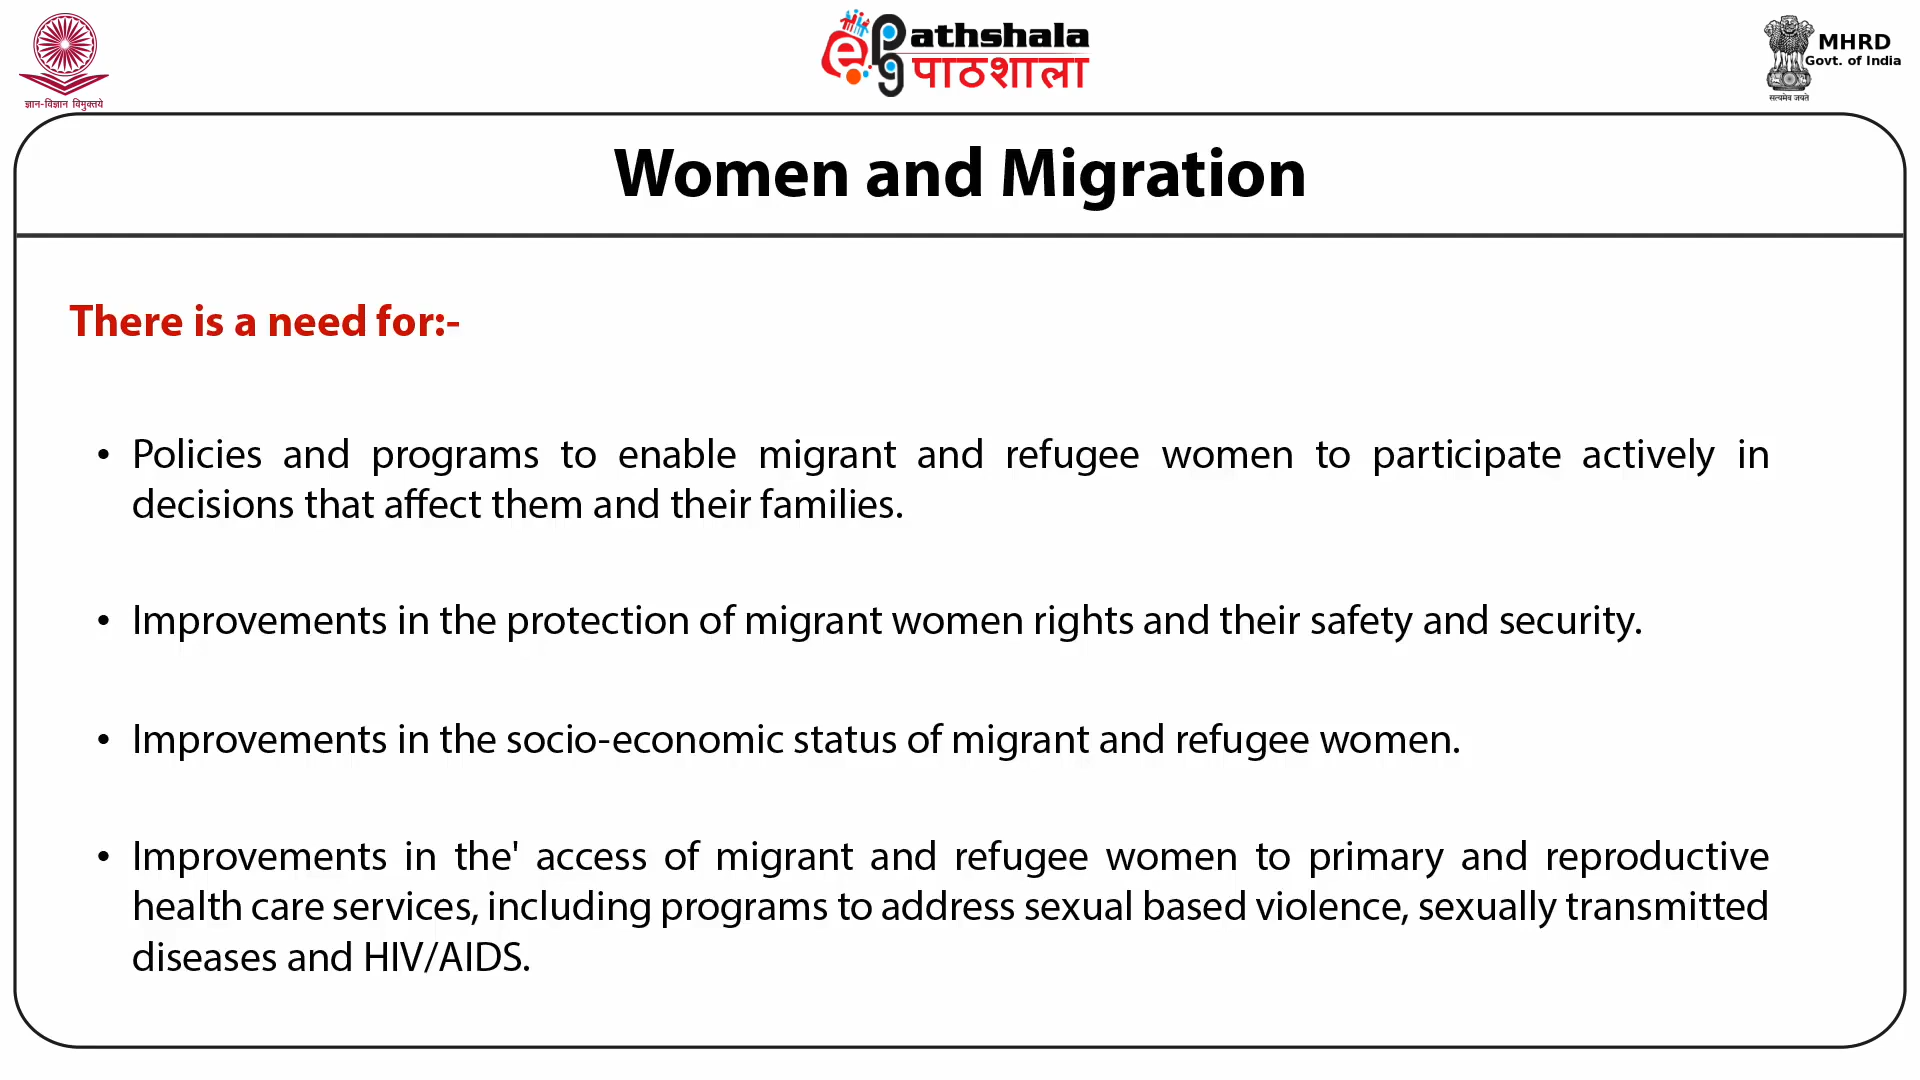 ज्ञान-विज्ञान विमुक्तये
e pg athshala
पाठशाला
MHRD
Govt. of India
सत्यमेव जयते
Women and Migration
There is a need for:-
• Policies and programs to enable migrant and refugee women to participate actively in
decisions that affect them and their families.
• Improvements in the protection of migrant women rights and their safety and security.
• Improvements in the socio-economic status of migrant and refugee women.
• Improvements in the' access of migrant and refugee women to primary and reproductive
health care services, including programs to address sexual based violence, sexually transmitted
diseases and HIV/AIDS.